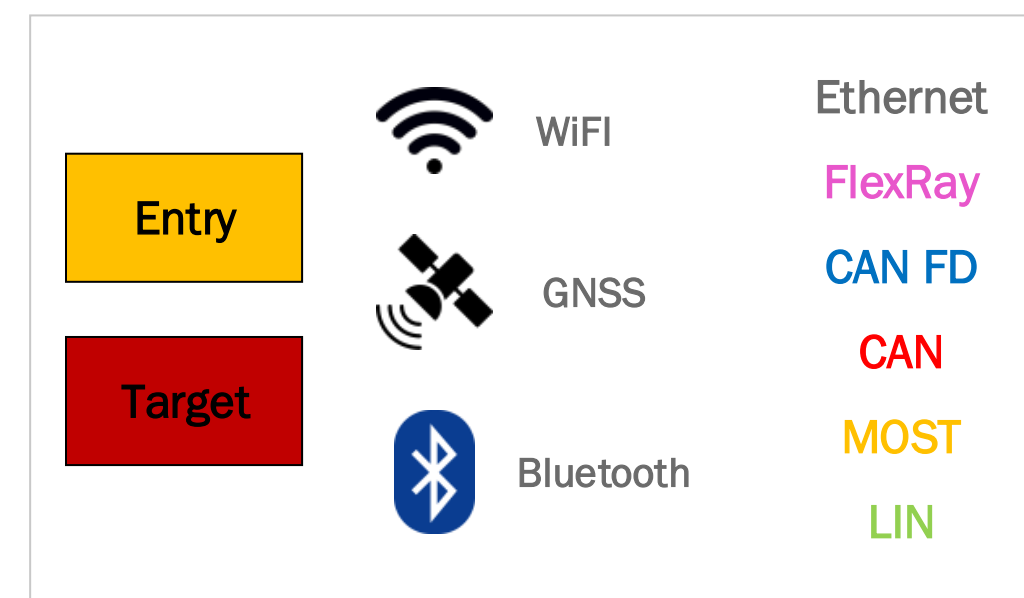 Entry
Target
WiFI
GNSS
Bluetooth
Ethernet
FlexRay
CAN FD
CAN
MOST
LIN